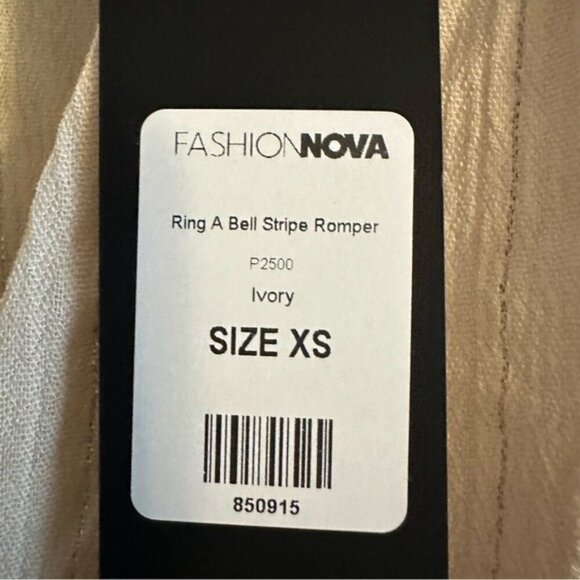 FASHIONNOVA
Ring A Bell Stripe Romper
P2500
Ivory
SIZE XS
850915